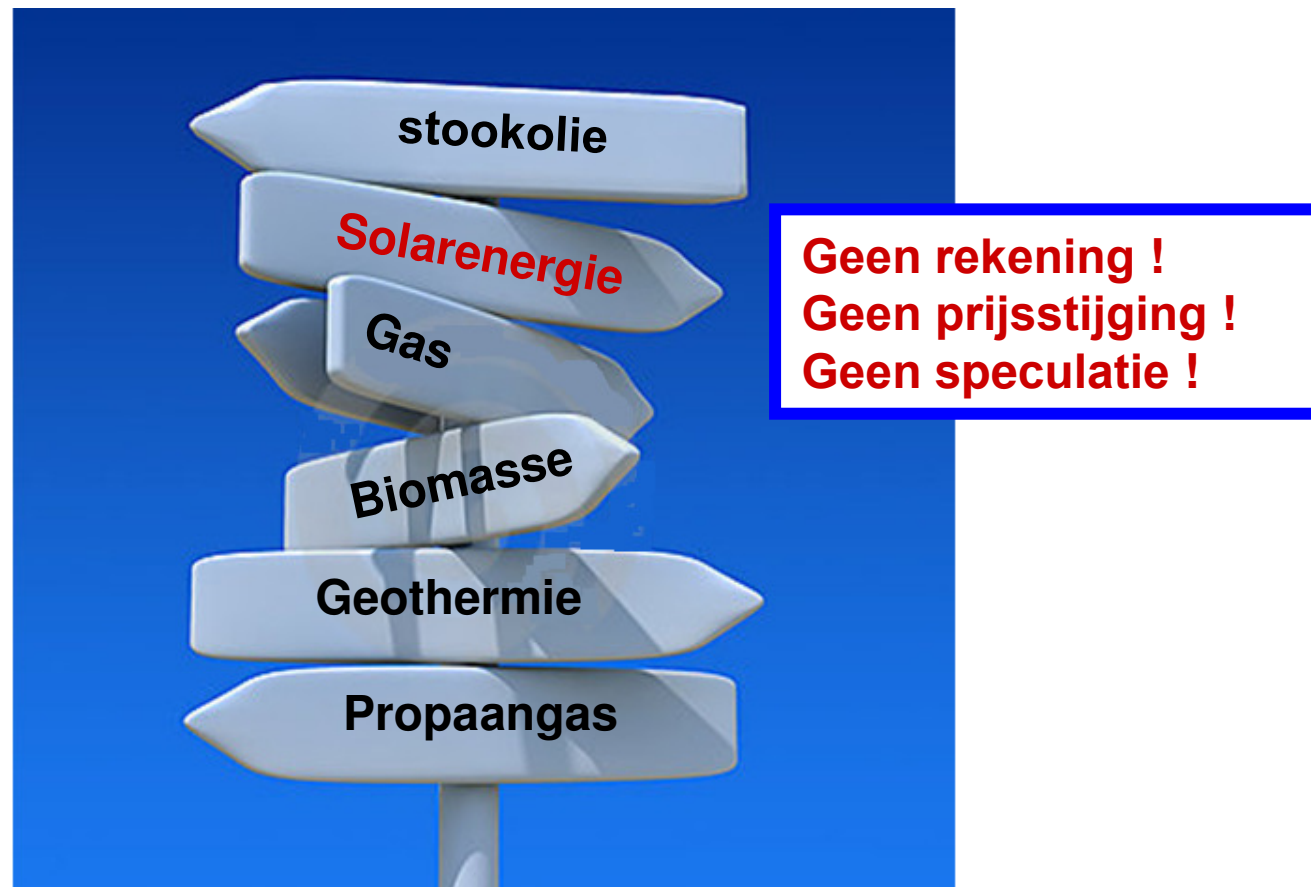 stookolie
Solarenergie
Geen rekening !
Geen prijsstijging !
Geen speculatie !
Gas
Biomasse
Geothermie
Propaangas